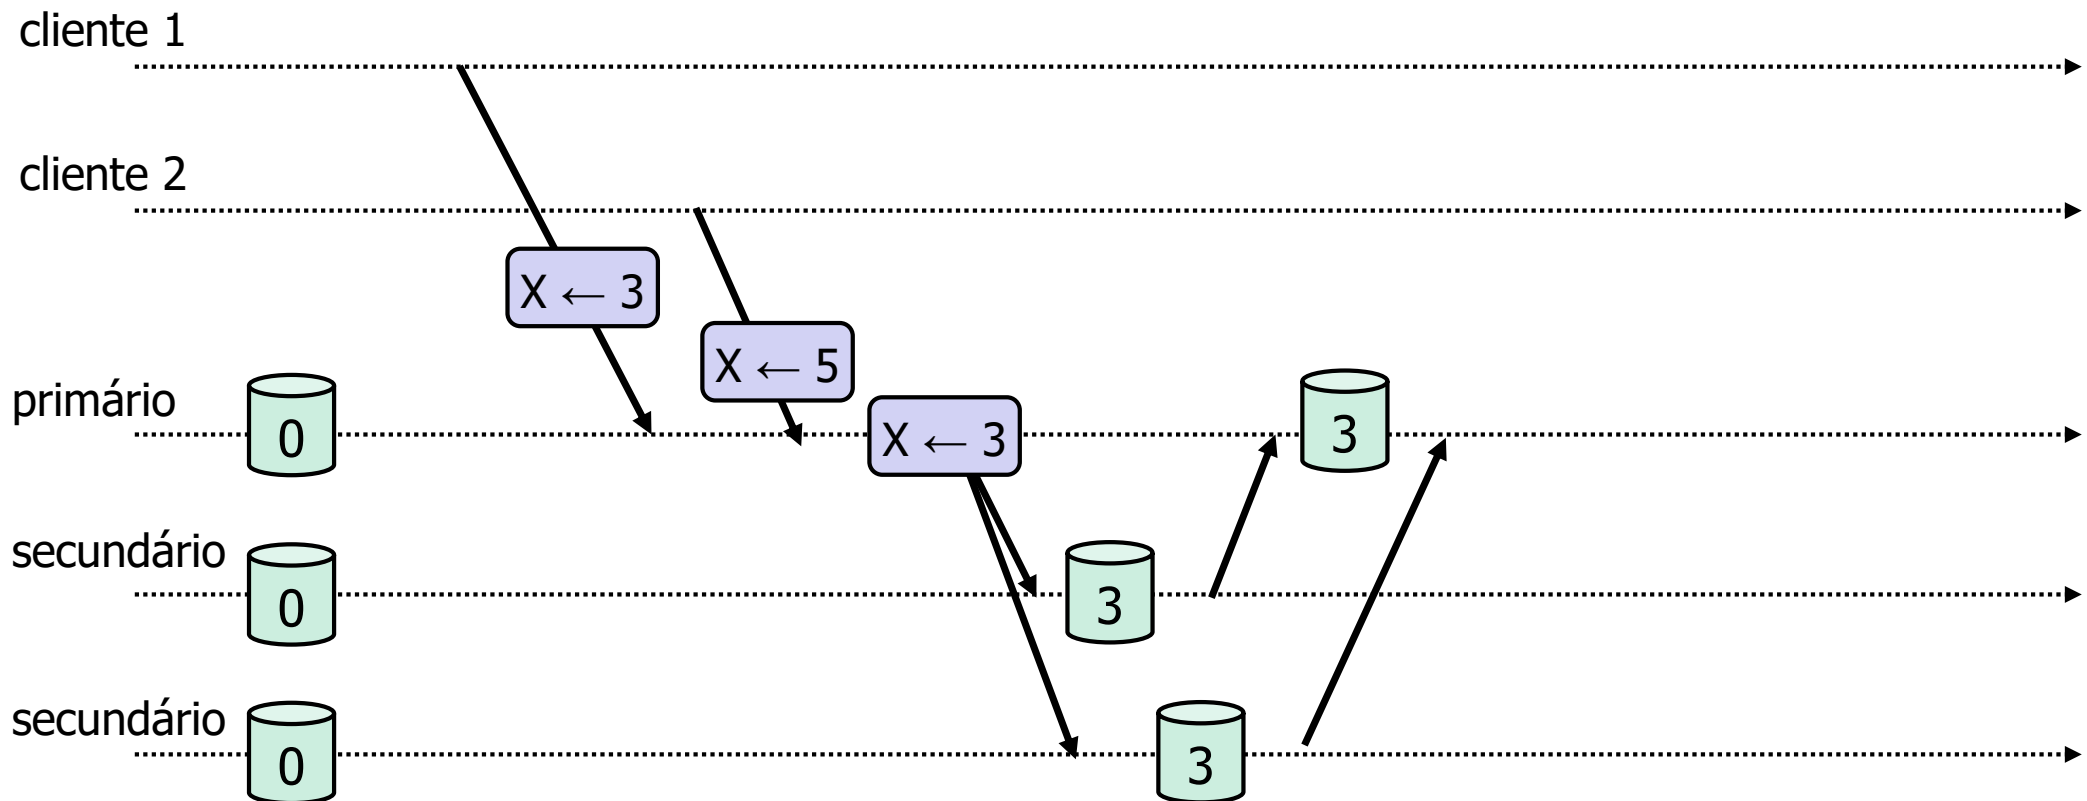 cliente 1
cliente 2
X ← 3
X ← 5
primário
0
X ← 3
3
secundário
0
3
secundário
0
3